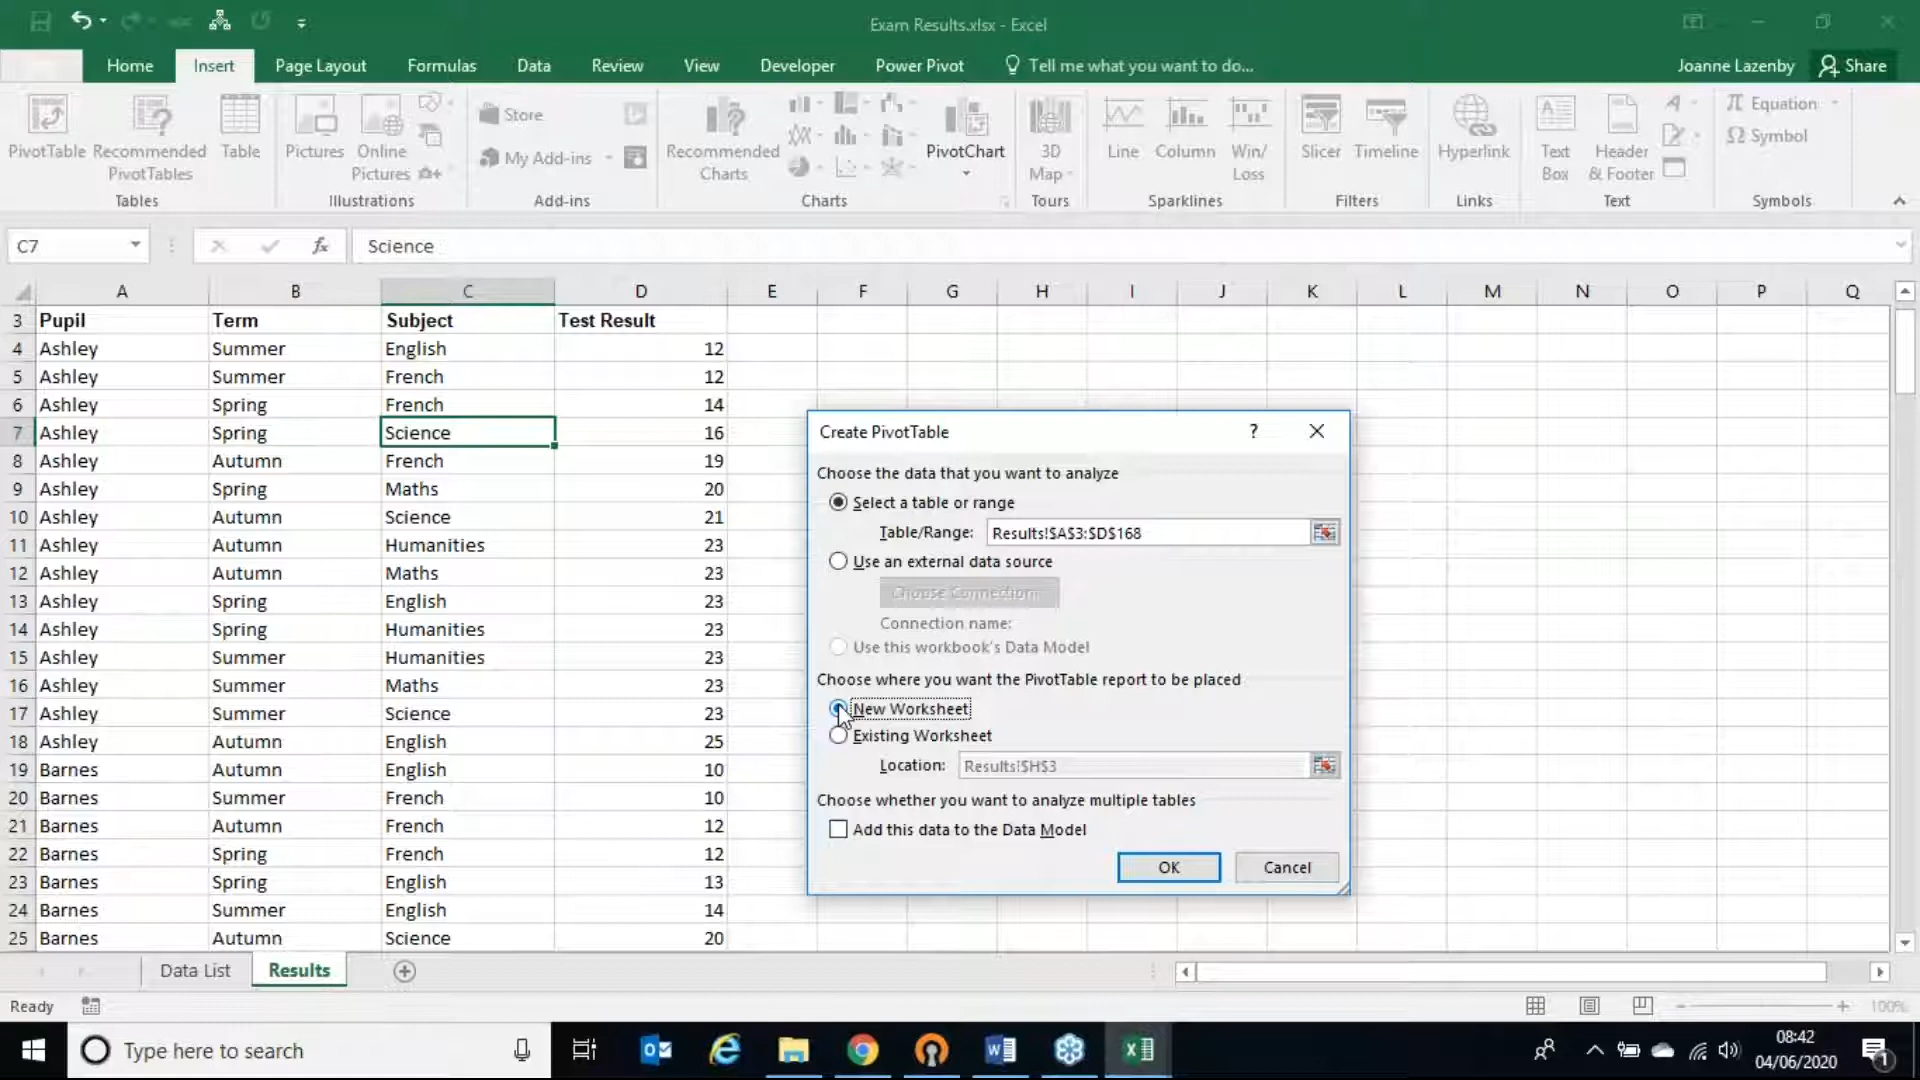 Exam Results.xlsx - Excel
Home Insert Page Layout Formulas Data Review View Developer Power Pivot Tell me what you want to do... Joanne Lazenby Share
PivotTable Recommended PivotTables Table
Tables
Pictures Online Pictures
Illustrations
Store
My Add-ins
Add-ins
Recommended Charts PivotChart
Charts
3D Map
Tours
Line Column Win/ Loss
Sparklines
Slicer Timeline
Filters
Hyperlink
Links
Text Box Header & Footer
Text
Equation
Symbol
Symbols
C7 fx Science
A B C D E F G H I J K L M N O P Q
3 Pupil Term Subject Test Result
4 Ashley Summer English 12
5 Ashley Summer French 12
6 Ashley Spring French 14
7 Ashley Spring Science 16
8 Ashley Autumn French 19
9 Ashley Spring Maths 20
10 Ashley Autumn Science 21
11 Ashley Autumn Humanities 23
12 Ashley Autumn Maths 23
13 Ashley Spring English 23
14 Ashley Spring Humanities 23
15 Ashley Summer Humanities 23
16 Ashley Summer Maths 23
17 Ashley Summer Science 23
18 Ashley Autumn English 25
19 Barnes Autumn English 10
20 Barnes Summer French 10
21 Barnes Autumn French 12
22 Barnes Spring French 12
23 Barnes Spring English 13
24 Barnes Summer English 14
25 Barnes Autumn Science 20
Create PivotTable ?
Choose the data that you want to analyze
Select a table or range
Table/Range: Results!$A$3:$D$168
Use an external data source
Choose Connection...
Connection name:
Use this workbook's Data Model
Choose where you want the PivotTable report to be placed
New Worksheet
Existing Worksheet
Location: Results!$H$3
Choose whether you want to analyze multiple tables
Add this data to the Data Model
OK Cancel
Data List Results
Ready 100%
Type here to search
08:42
04/06/2020
1